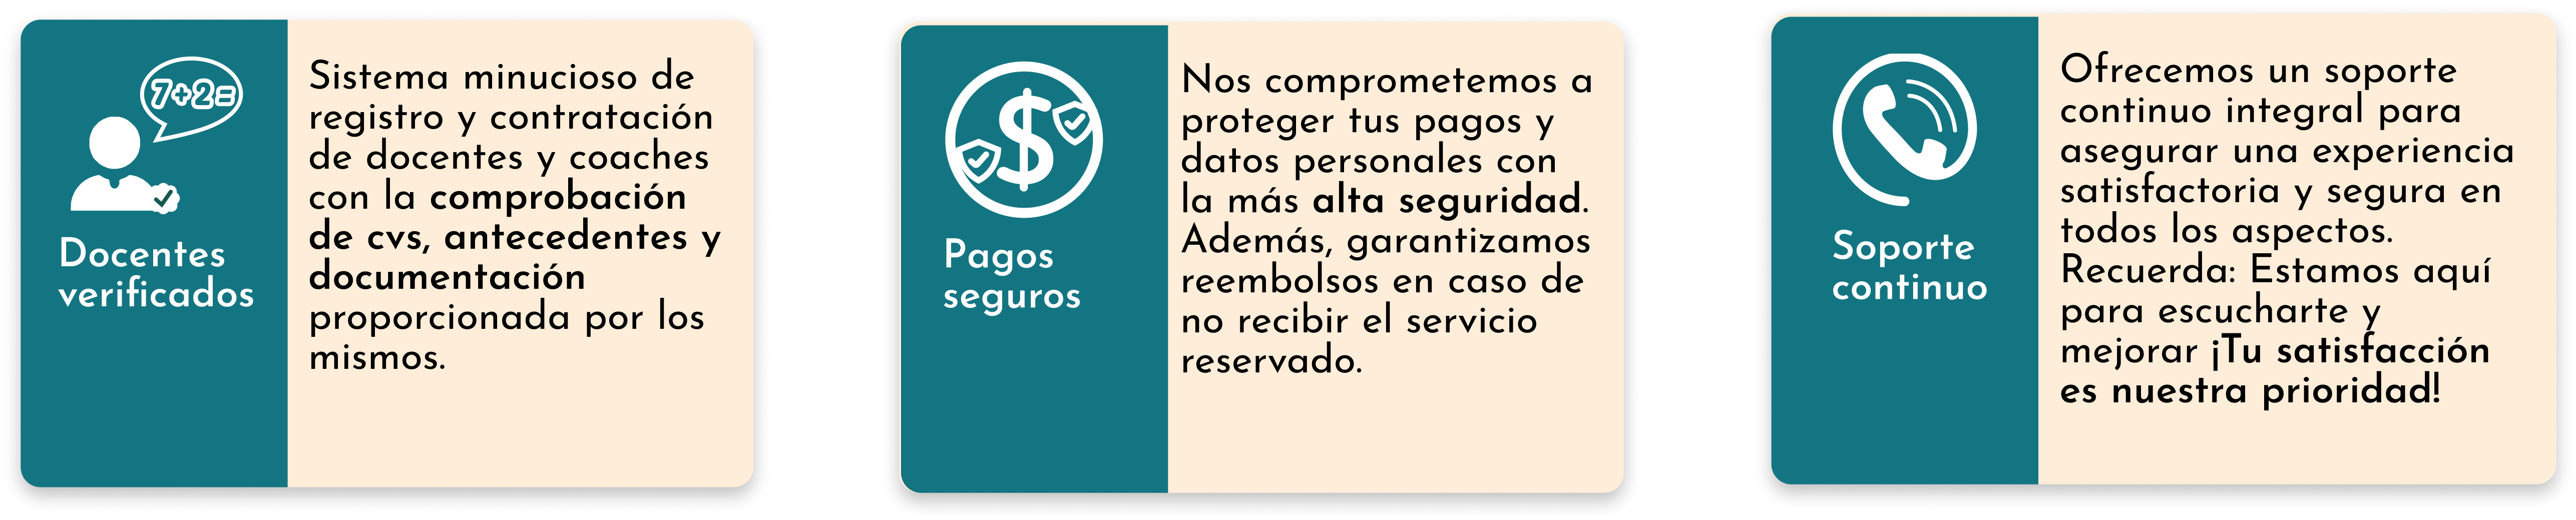 7+2=
Docentes
verificados
Sistema minucioso de
registro y contratación
de docentes y coaches
con la comprobación
de cvs, antecedentes y
documentación
proporcionada por los
mismos.
$
Pagos
seguros
Nos comprometemos a
proteger tus pagos y
datos personales con
la más alta seguridad.
Además, garantizamos
reembolsos en caso de
no recibir el servicio
reservado.
Soporte
continuo
Ofrecemos un soporte
continuo integral para
asegurar una experiencia
satisfactoria y segura en
todos los aspectos.
Recuerda: Estamos aquí
para escucharte y
mejorar ¡Tu satisfacción
es nuestra prioridad!